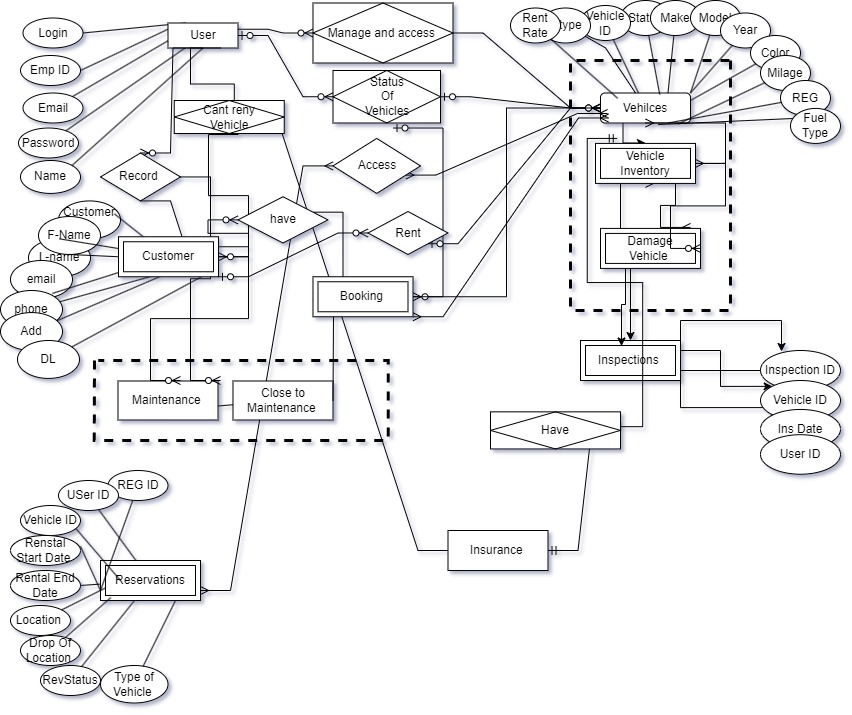 Login
User
Manage and access
Rent
Rate
type
Vehicle
ID
Stat
Make
Model
Year
Color
Milage
REG
Fuel
Type
Emp ID
Email
Password
Name
Status
Of
Vehicles
Cant reny
Vehicle
Vehilces
Record
Access
Vehicle
Inventory
Customer
F-Name
L-name
email
phone
Add
DL
Customer
have
Rent
Damage
Vehicle
Booking
Inspections
Inspection ID
Vehicle ID
Ins Date
User ID
Maintenance
Close to
Maintenance
Have
Insurance
REG ID
USer ID
Vehicle ID
Renstal
Start Date
Rental End
Date
Location
Drop Of
Location
RevStatus
Type of
Vehicle
Reservations